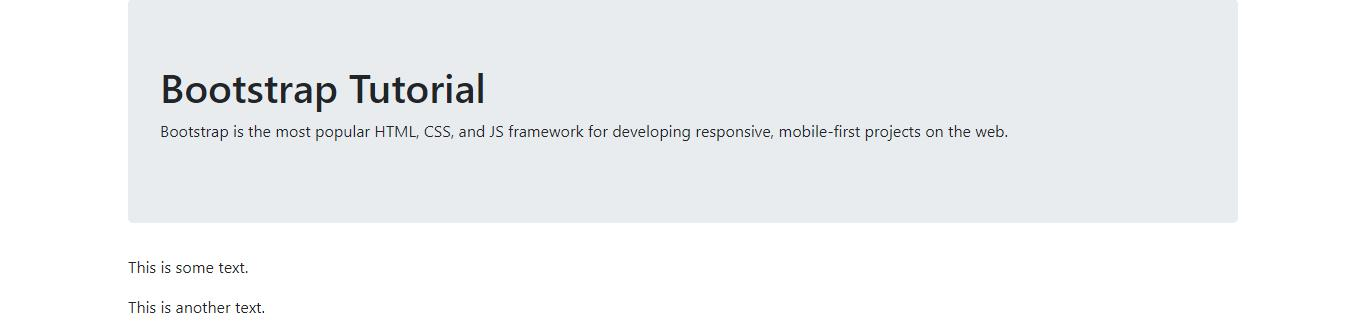 Bootstrap Tutorial
Bootstrap is the most popular HTML, CSS, and JS framework for developing responsive, mobile-first projects on the web.
This is some text.
This is another text.